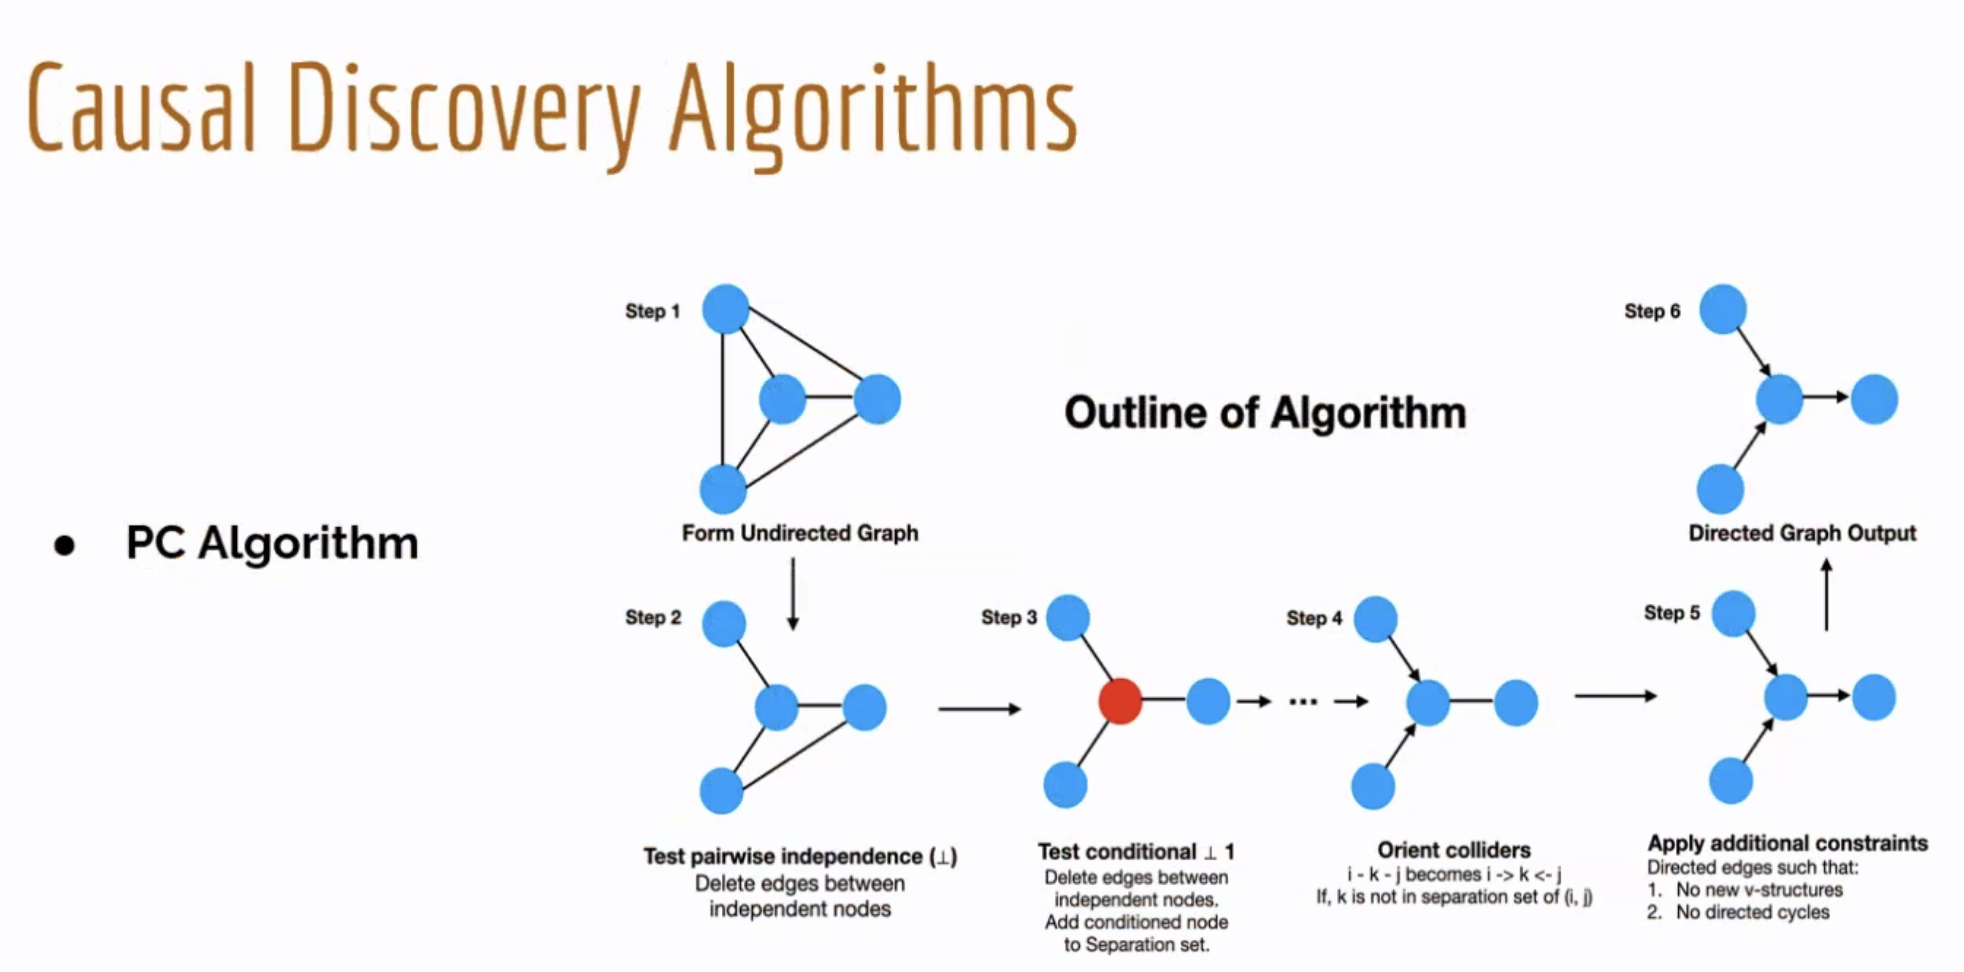 Causal Discovery Algorithms
PC Algorithm
Outline of Algorithm
Step 1
Form Undirected Graph
Step 2
Test pairwise independence (⊥)
Delete edges between
independent nodes
Step 3
Test conditional ⊥ 1
Delete edges between
independent nodes.
Add conditioned node
to Separation set.
...
Step 4
Orient colliders
i - k - j becomes i -> k <- j
If, k is not in separation set of (i, j)
Step 5
Apply additional constraints
Directed edges such that:
1. No new v-structures
2. No directed cycles
Step 6
Directed Graph Output